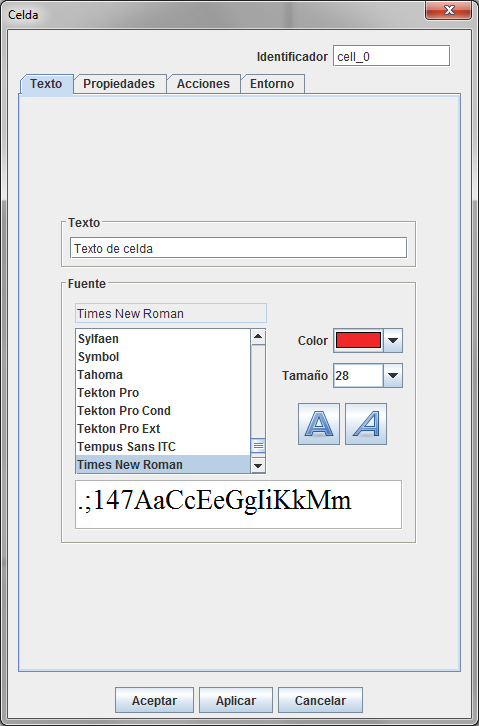 Celda
Identificador cell_0
Texto Propiedades Acciones Entorno
Texto
Texto de celda
Fuente
Times New Roman
Sylfaen
Symbol
Tahoma
Tekton Pro
Tekton Pro Cond
Tekton Pro Ext
Tempus Sans ITC
Times New Roman
Color
Tamaño 28
A A
.;147AaCcEeGgIiKkMm
Aceptar Aplicar Cancelar